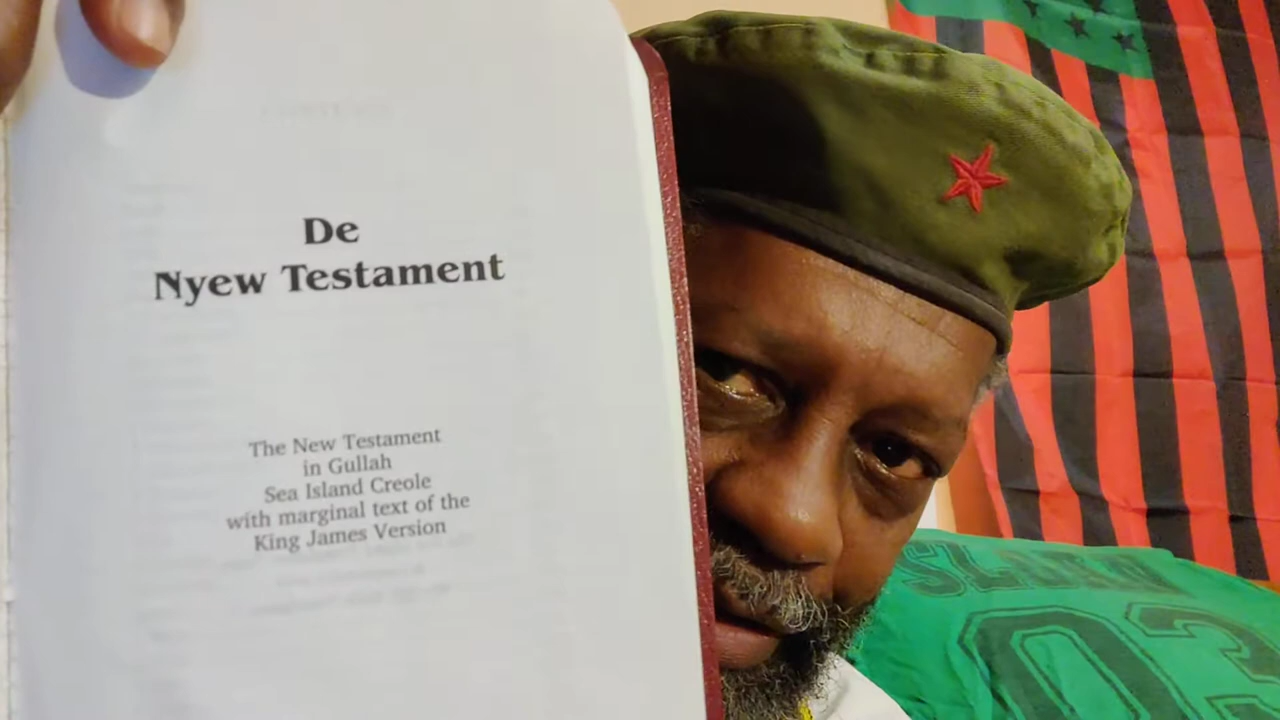 De
Nyew Testament
The New Testament
in Gullah
Sea Island Creole
with marginal text of the
King James Version
03